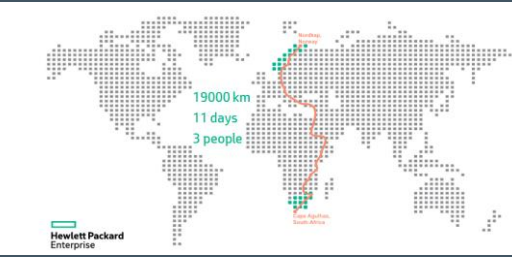 Nordkap,
Norway
19000 km
11 days
3 people
Cape Agulhas,
South Africa
Hewlett Packard
Enterprise